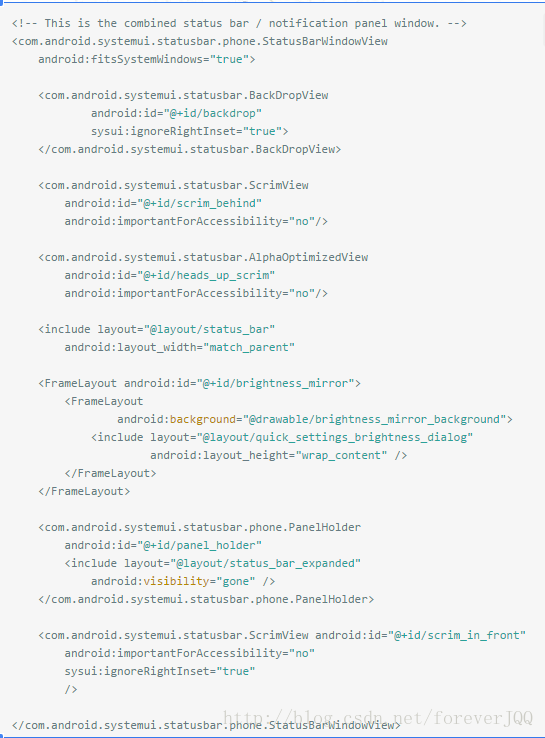 <!-- This is the combined status bar / notification panel window. -->
<com.android.systemui.statusbar.phone.StatusBarWindowView
    android:fitsSystemWindows="true">

    <com.android.systemui.statusbar.BackDropView
            android:id="@+id/backdrop"
            sysui:ignoreRightInset="true">
    </com.android.systemui.statusbar.BackDropView>

    <com.android.systemui.statusbar.ScrimView
        android:id="@+id/scrim_behind"
        android:importantForAccessibility="no"/>

    <com.android.systemui.statusbar.AlphaOptimizedView
        android:id="@+id/heads_up_scrim"
        android:importantForAccessibility="no"/>

    <include layout="@layout/status_bar"
        android:layout_width="match_parent"

    <FrameLayout android:id="@+id/brightness_mirror">
        <FrameLayout
                android:background="@drawable/brightness_mirror_background">
            <include layout="@layout/quick_settings_brightness_dialog"
                     android:layout_height="wrap_content" />
        </FrameLayout>
    </FrameLayout>

    <com.android.systemui.statusbar.phone.PanelHolder
        android:id="@+id/panel_holder"
        <include layout="@layout/status_bar_expanded"
            android:visibility="gone" />
    </com.android.systemui.statusbar.phone.PanelHolder>

    <com.android.systemui.statusbar.ScrimView android:id="@+id/scrim_in_front"
        android:importantForAccessibility="no"
        sysui:ignoreRightInset="true"
        />

http://blog.csdn.net/foreverJQQ
</com.android.systemui.statusbar.phone.StatusBarWindowView>